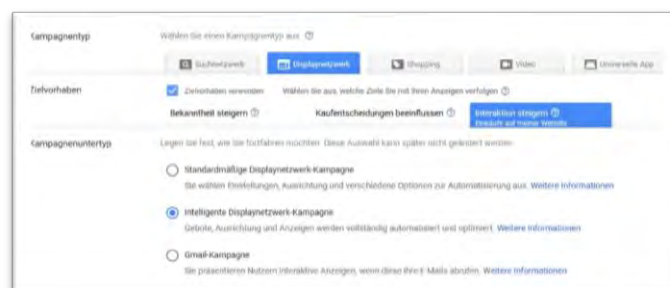 Kampagnentyp
Wählen Sie einen Kampagnentyp aus.
Suchnetzwerk
Displaynetzwerk
Shopping
Video
Universelle App
Zielvorhaben
Zielvorhaben verwenden
Wählen Sie aus, welche Ziele Sie mit Ihren Anzeigen verfolgen
Bekanntheit steigern
Kaufentscheidungen beeinflussen
Interaktion steigern
Einkäufe auf meiner Website
Kampagnenuntertyp
Legen Sie fest, wie Sie fortfahren möchten. Diese Auswahl kann später nicht geändert werden.
Standardmäßige Displaynetzwerk-Kampagne
Sie wählen Einstellungen, Ausrichtung und verschiedene Optionen zur Automatisierung aus. Weitere Informationen
Intelligente Displaynetzwerk-Kampagne
Gebote, Ausrichtung und Anzeigen werden vollständig automatisiert und optimiert. Weitere Informationen
Gmail-Kampagne
Sie präsentieren Nutzern interaktive Anzeigen, wenn diese ihre E-Mails abrufen. Weitere Informationen